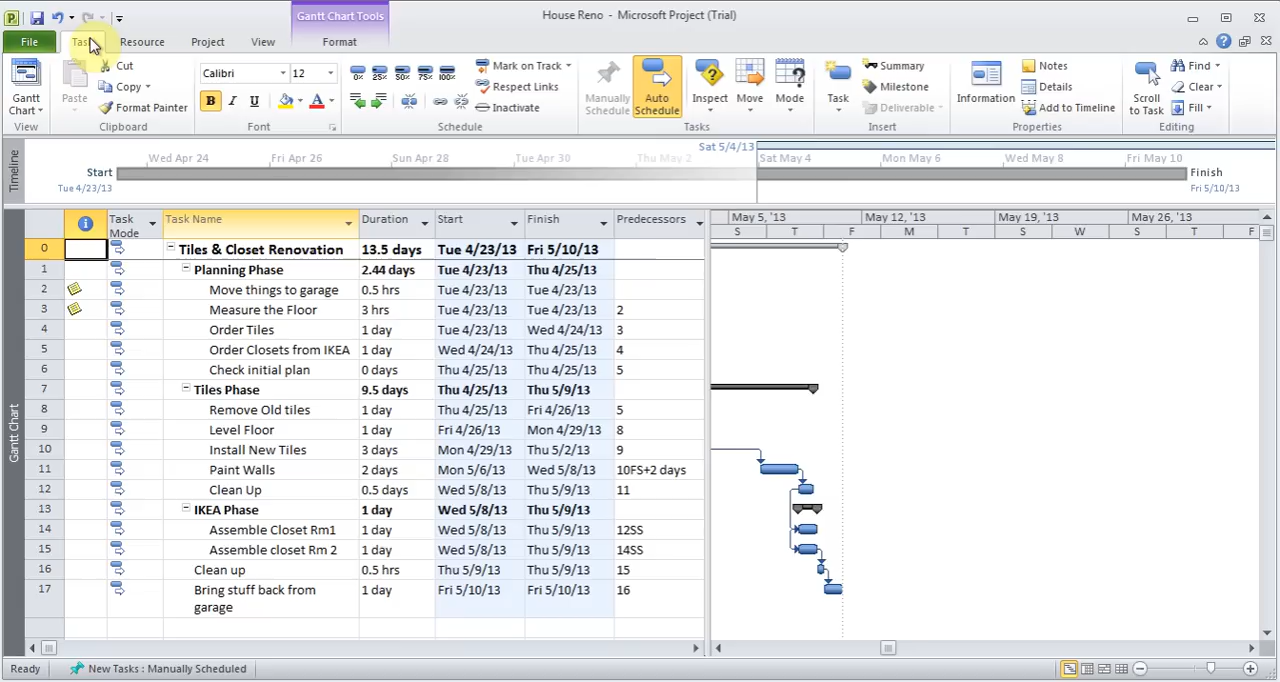 House Reno - Microsoft Project (Trial)
Gantt Chart Tools
File Task Resource Project View Format
Gantt Chart
View
Paste
Cut
Copy
Format Painter
Clipboard
Calibri 12
B I U A
Font
0% 25% 50% 75% 100%
Mark on Track
Respect Links
Inactivate
Schedule
Manually Schedule
Auto Schedule
Inspect
Move
Mode
Tasks
Task
Summary
Milestone
Deliverable
Insert
Information
Notes
Details
Add to Timeline
Properties
Scroll to Task
Find
Clear
Fill
Editing
Timeline
Sat 5/4/13
Wed Apr 24 Fri Apr 26 Sun Apr 28 Tue Apr 30 Thu May 2 Sat May 4 Mon May 6 Wed May 8 Fri May 10
Start
Tue 4/23/13
Finish
Fri 5/10/13
Gantt Chart
Task Mode Task Name Duration Start Finish Predecessors
May 5, '13 May 12, '13 May 19, '13 May 26, '13
S T F M T S W S T F
0 Tiles & Closet Renovation 13.5 days Tue 4/23/13 Fri 5/10/13
1 Planning Phase 2.44 days Tue 4/23/13 Thu 4/25/13
2 Move things to garage 0.5 hrs Tue 4/23/13 Tue 4/23/13
3 Measure the Floor 3 hrs Tue 4/23/13 Tue 4/23/13 2
4 Order Tiles 1 day Tue 4/23/13 Wed 4/24/13 3
5 Order Closets from IKEA 1 day Wed 4/24/13 Thu 4/25/13 4
6 Check initial plan 0 days Thu 4/25/13 Thu 4/25/13 5
7 Tiles Phase 9.5 days Thu 4/25/13 Thu 5/9/13
8 Remove Old tiles 1 day Thu 4/25/13 Fri 4/26/13 5
9 Level Floor 1 day Fri 4/26/13 Mon 4/29/13 8
10 Install New Tiles 3 days Mon 4/29/13 Thu 5/2/13 9
11 Paint Walls 2 days Mon 5/6/13 Wed 5/8/13 10FS+2 days
12 Clean Up 0.5 days Wed 5/8/13 Thu 5/9/13 11
13 IKEA Phase 1 day Wed 5/8/13 Thu 5/9/13
14 Assemble Closet Rm1 1 day Wed 5/8/13 Thu 5/9/13 12SS
15 Assemble closet Rm 2 1 day Wed 5/8/13 Thu 5/9/13 14SS
16 Clean up 0.5 hrs Thu 5/9/13 Thu 5/9/13 15
17 Bring stuff back from garage 1 day Fri 5/10/13 Fri 5/10/13 16
Ready New Tasks : Manually Scheduled